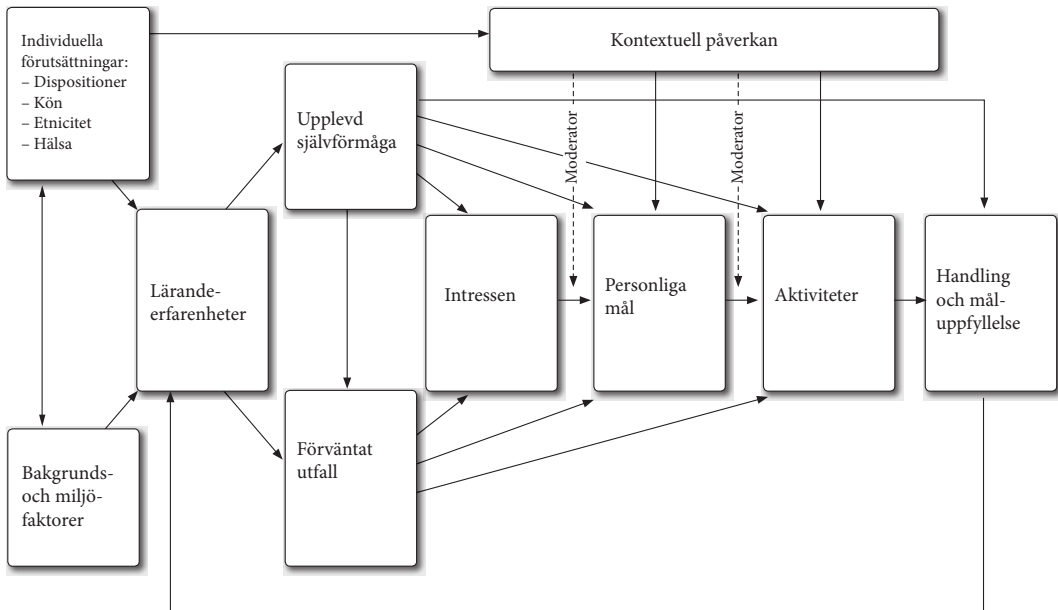 Individuella
förutsättningar:
– Dispositioner
– Kön
– Etnicitet
– Hälsa
Kontextuell påverkan
Upplevd
självförmåga
Moderator
Moderator
Lärande-
erfarenheter
Intressen
Personliga
mål
Aktiviteter
Handling
och mål-
uppfyllelse
Bakgrunds-
och miljö-
faktorer
Förväntat
utfall